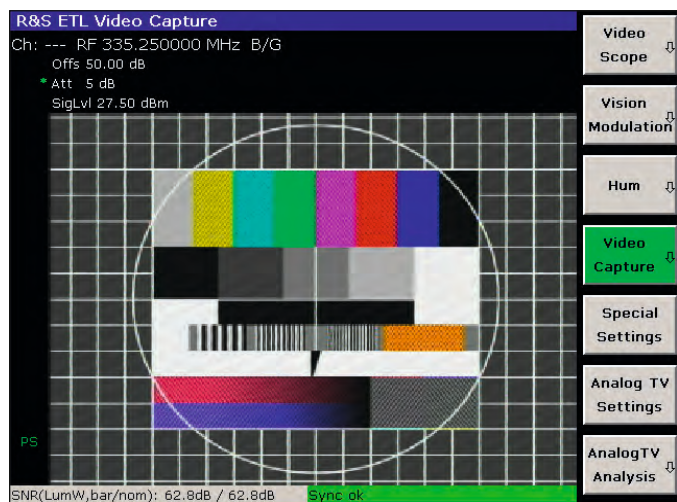 R&S ETL Video Capture
Ch: --- RF 335.250000 MHz B/G
Offs 50.00 dB
* Att 5 dB
SigLvl 27.50 dBm
PS
SNR(LumW,bar/nom): 62.8dB / 62.8dB
Sync ok
Video
Scope
Vision
Modulation
Hum
Video
Capture
Special
Settings
Analog TV
Settings
AnalogTV
Analysis